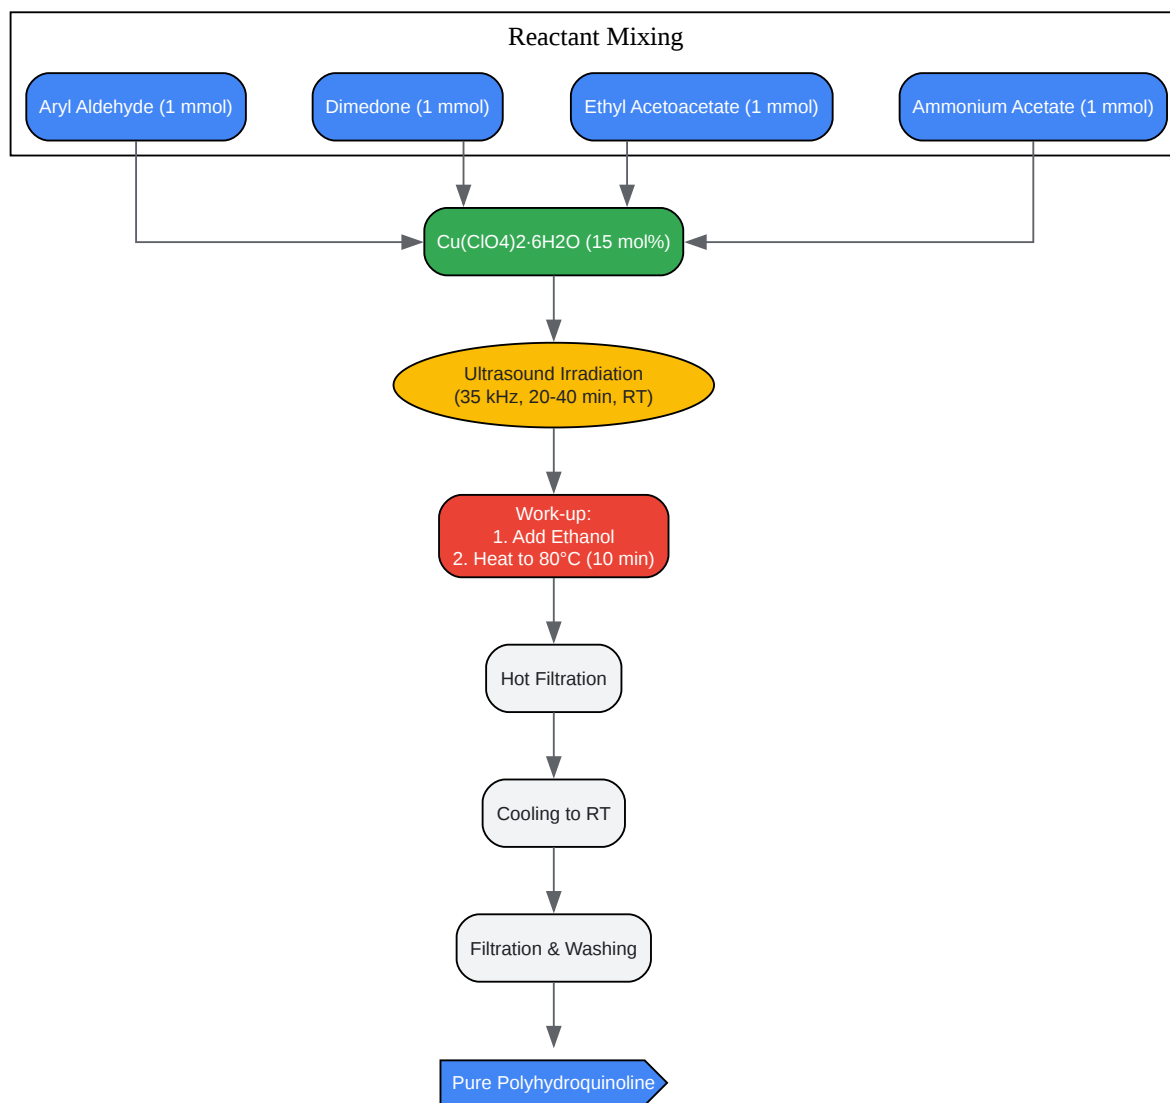 Reactant Mixing
Aryl Aldehyde (1 mmol)
Dimedone (1 mmol)
Ethyl Acetoacetate (1 mmol)
Ammonium Acetate (1 mmol)
Cu(ClO4)2·6H2O (15 mol%)
Ultrasound Irradiation
(35 kHz, 20-40 min, RT)
Work-up:
1. Add Ethanol
2. Heat to 80°C (10 min)
Hot Filtration
Cooling to RT
Filtration & Washing
Pure Polyhydroquinoline